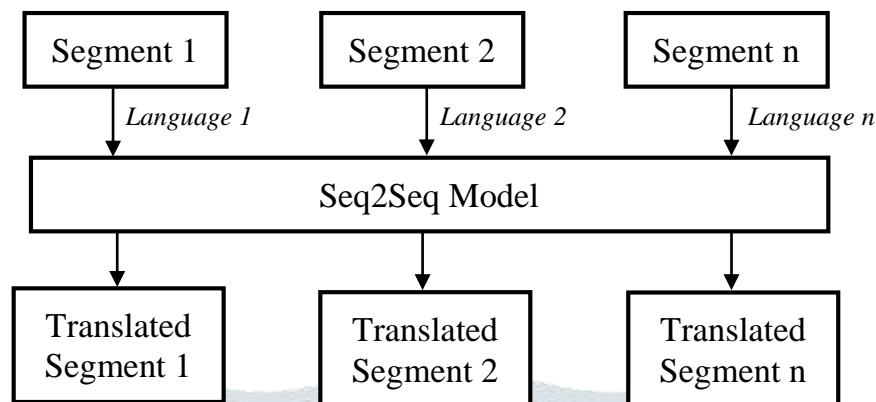 Segment 1
Segment 2
Segment n
Language 1
Language 2
Language n
Seq2Seq Model
Translated
Segment 1
Translated
Segment 2
Translated
Segment n